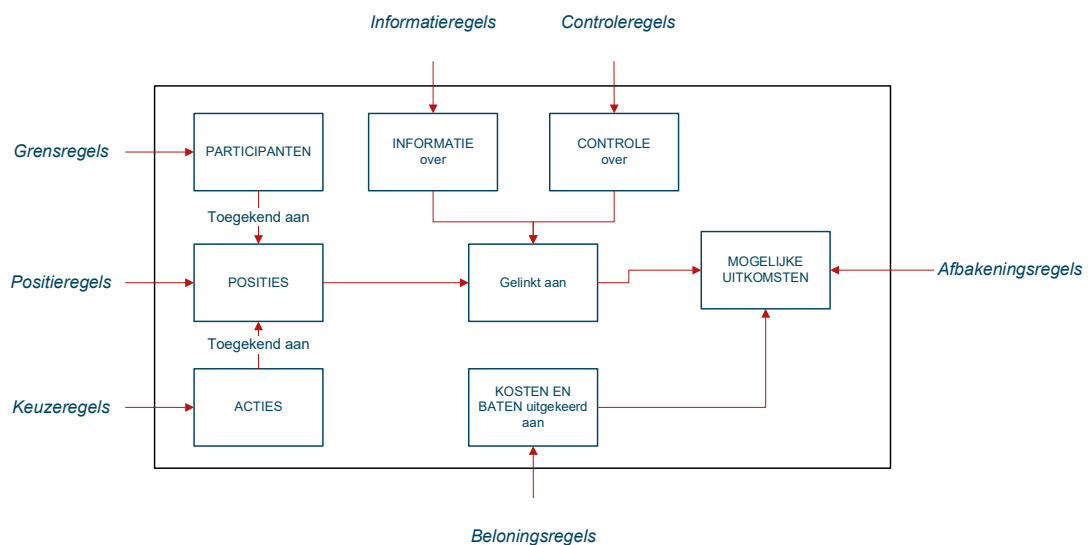 Informatieregels
Controleregels
Grensregels
PARTICIPANTEN
INFORMATIE
over
CONTROLE
over
Toegekend aan
Positieregels
POSITIES
Gelinkt aan
MOGELIJKE
UITKOMSTEN
Afbakeningsregels
Toegekend aan
Keuzeregels
ACTIES
KOSTEN EN
BATEN uitgekeerd
aan
Beloningsregels